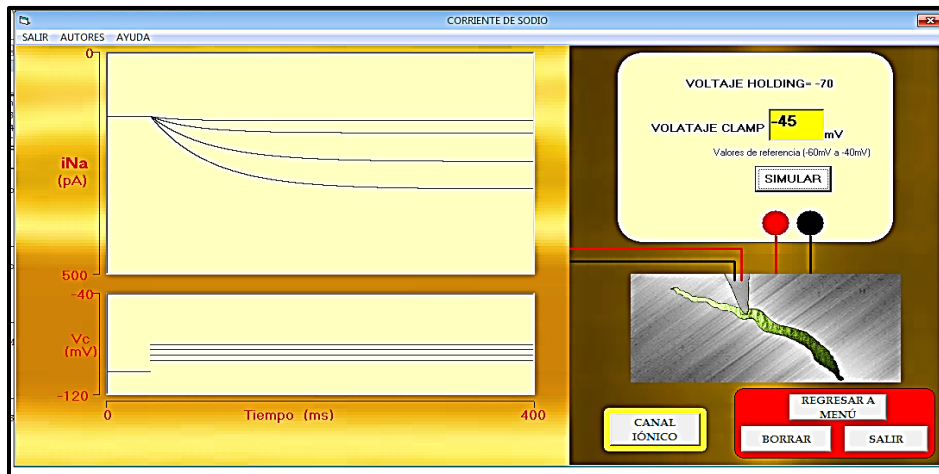 CORRIENTE DE SODIO
SALIR AUTORES AYUDA
0
iNa
(pA)
500
-40
Vc
(mV)
-120
0
Tiempo (ms)
400
VOLTAJE HOLDING= -70
VOLATAJE CLAMP -45 mV
Valores de referencia (-60mV a -40mV)
SIMULAR
CANAL
IÓNICO
REGRESAR A
MENÚ
BORRAR
SALIR